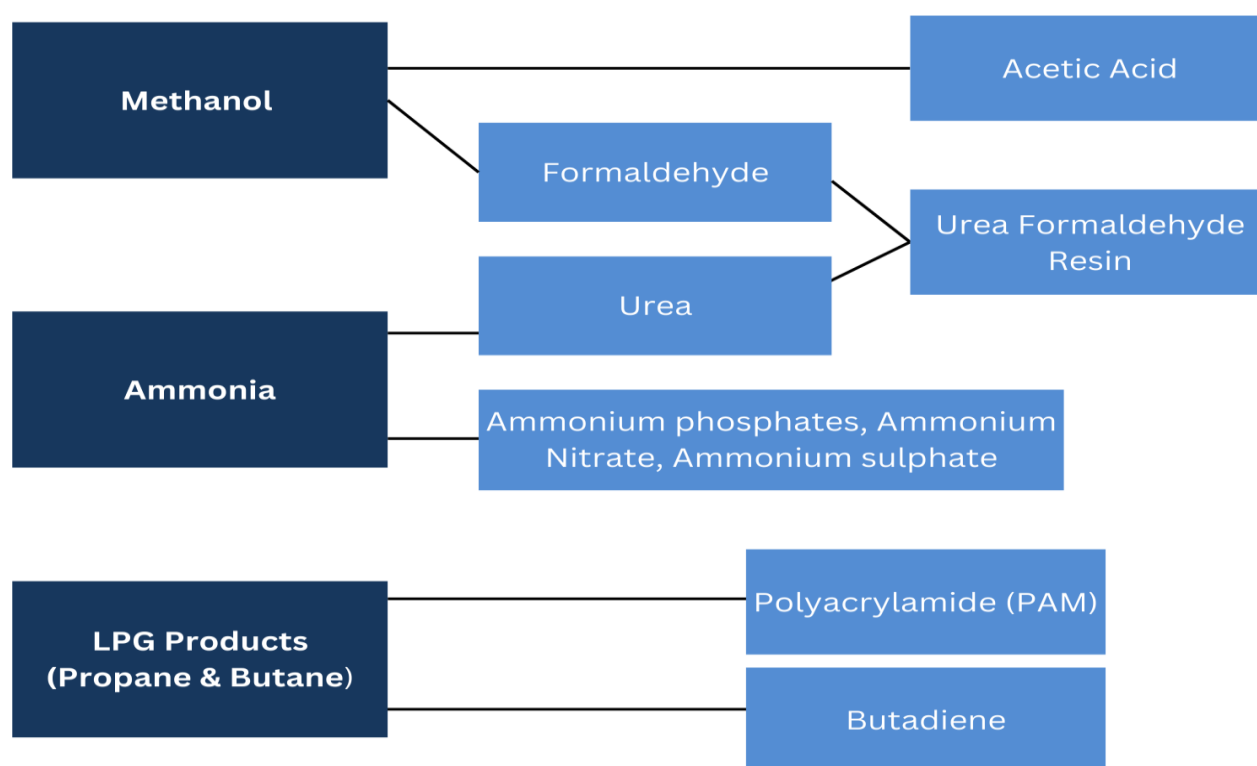 Methanol
Acetic Acid
Formaldehyde
Urea Formaldehyde
Resin
Urea
Ammonia
Ammonium phosphates, Ammonium
Nitrate, Ammonium sulphate
LPG Products
(Propane & Butane)
Polyacrylamide (PAM)
Butadiene